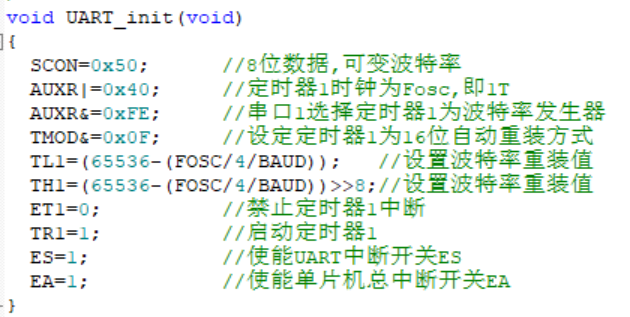 void UART_init(void)
{
SCON=0x50; //8位数据,可变波特率
AUXR|=0x40; //定时器1时钟为Fosc,即1T
AUXR&=0xFE; //串口1选择定时器1为波特率发生器
TMOD&=0x0F; //设定定时器1为16位自动重装方式
TL1=(65536-(FOSC/4/BAUD)); //设置波特率重装值
TH1=(65536-(FOSC/4/BAUD))>>8;//设置波特率重装值
ET1=0; //禁止定时器1中断
TR1=1; //启动定时器1
ES=1; //使能UART中断开关ES
EA=1; //使能单片机总中断开关EA
}